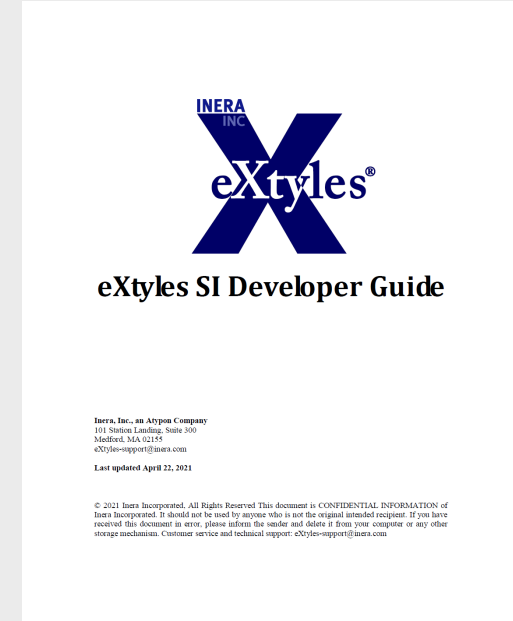 INERA
INC
eXtyles®
eXtyles SI Developer Guide
Inera, Inc., an Atypon Company
101 Station Landing, Suite 300
Medford, MA 02155
eXtyles-support@inera.com
Last updated April 22, 2021
© 2021 Inera Incorporated, All Rights Reserved This document is CONFIDENTIAL INFORMATION of
Inera Incorporated. It should not be used by anyone who is not the original intended recipient. If you have
received this document in error, please inform the sender and delete it from your computer or any other
storage mechanism. Customer service and technical support: eXtyles-support@inera.com